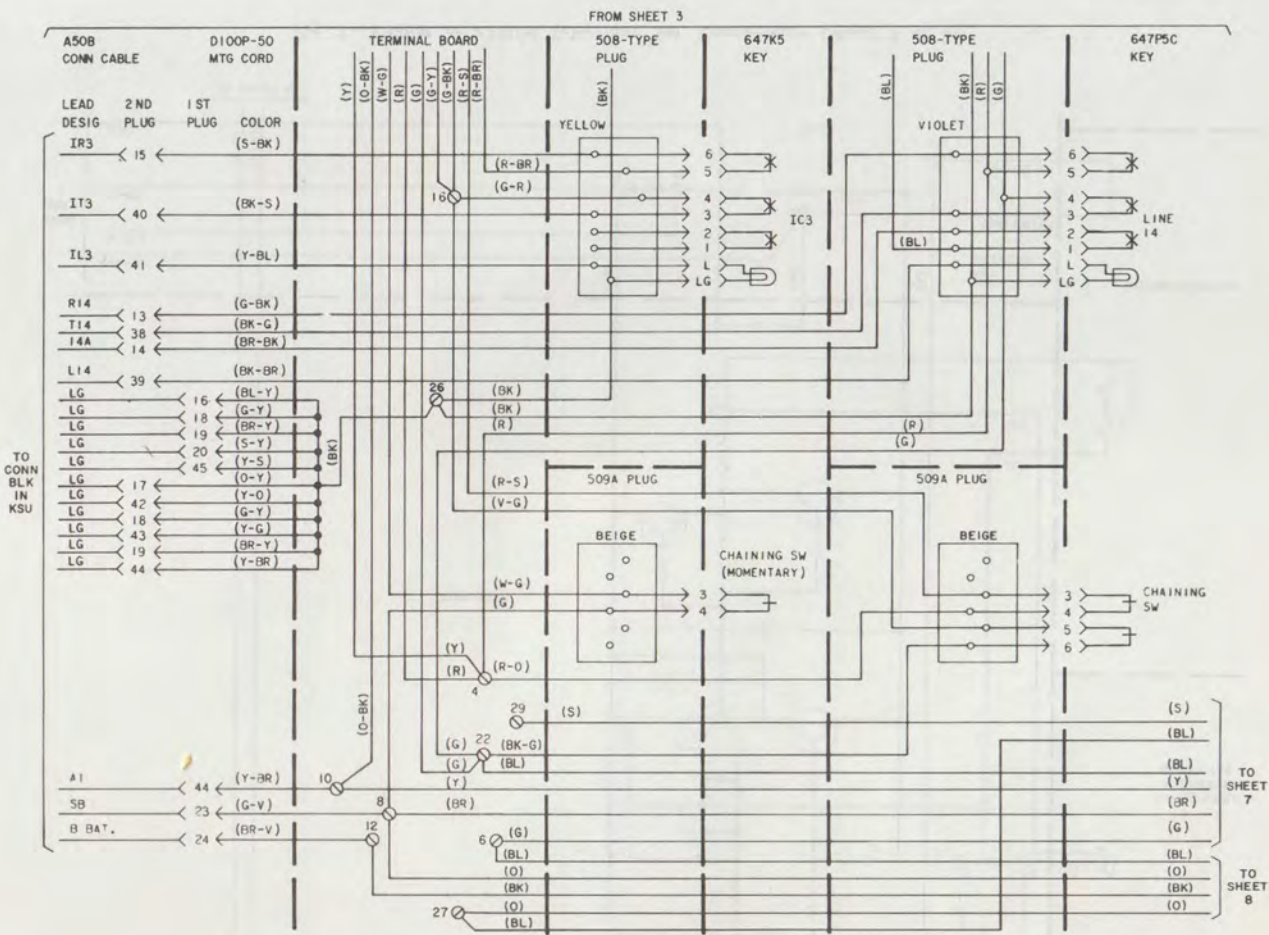 FROM SHEET 3
A50B
CONN CABLE
D100P-50
MTG CORD
TERMINAL BOARD
508-TYPE
PLUG
647K5
KEY
508-TYPE
PLUG
647P5C
KEY
LEAD
DESIG
2 ND
PLUG
1 ST
PLUG
COLOR
(Y)
(O-BK)
(W-G)
(R)
(G)
(G-Y)
(G-BK)
(R-S)
(R-BR)
(BK)
(BL)
(BK)
(R)
(G)
YELLOW
VIOLET
IR3 15 (S-BK)
(R-BR)
6
5
6
5
(G-R)
16
4
3
4
3
IT3 40 (BK-S)
IC3
LINE
14
2
1
(BL)
2
1
IL3 41 (Y-BL)
L
LG
L
LG
R14 13 (G-BK)
T14 38 (BK-G)
14A 14 (BR-BK)
L14 39 (BK-BR)
LG 16 (BL-Y)
LG 18 (G-Y)
LG 19 (BR-Y)
LG 20 (S-Y)
LG 45 (Y-S)
LG 17 (O-Y)
LG 42 (Y-O)
LG 18 (G-Y)
LG 43 (Y-G)
LG 19 (BR-Y)
LG 44 (Y-BR)
TO
CONN
BLK
IN
KSU
(BK)
26
(BK)
(BK)
(R)
(R)
(G)
509A PLUG
509A PLUG
(R-S)
(V-G)
BEIGE
BEIGE
CHAINING SW
(MOMENTARY)
(W-G)
(G)
3
4
3
4
5
6
CHAINING
SW
(Y)
(R)
(R-O)
4
(O-BK)
29
(S)
(S)
(BL)
(G)
22
(BK-G)
(G)
(BL)
(BL)
A1 44 (Y-BR)
10
(Y)
(Y)
SB 23 (G-V)
8
(BR)
(BR)
B BAT. 24 (BR-V)
12
6
(G)
(G)
TO
SHEET
7
(BL)
(BL)
(O)
(O)
(BK)
(BK)
27
(O)
(O)
(BL)
TO
SHEET
8